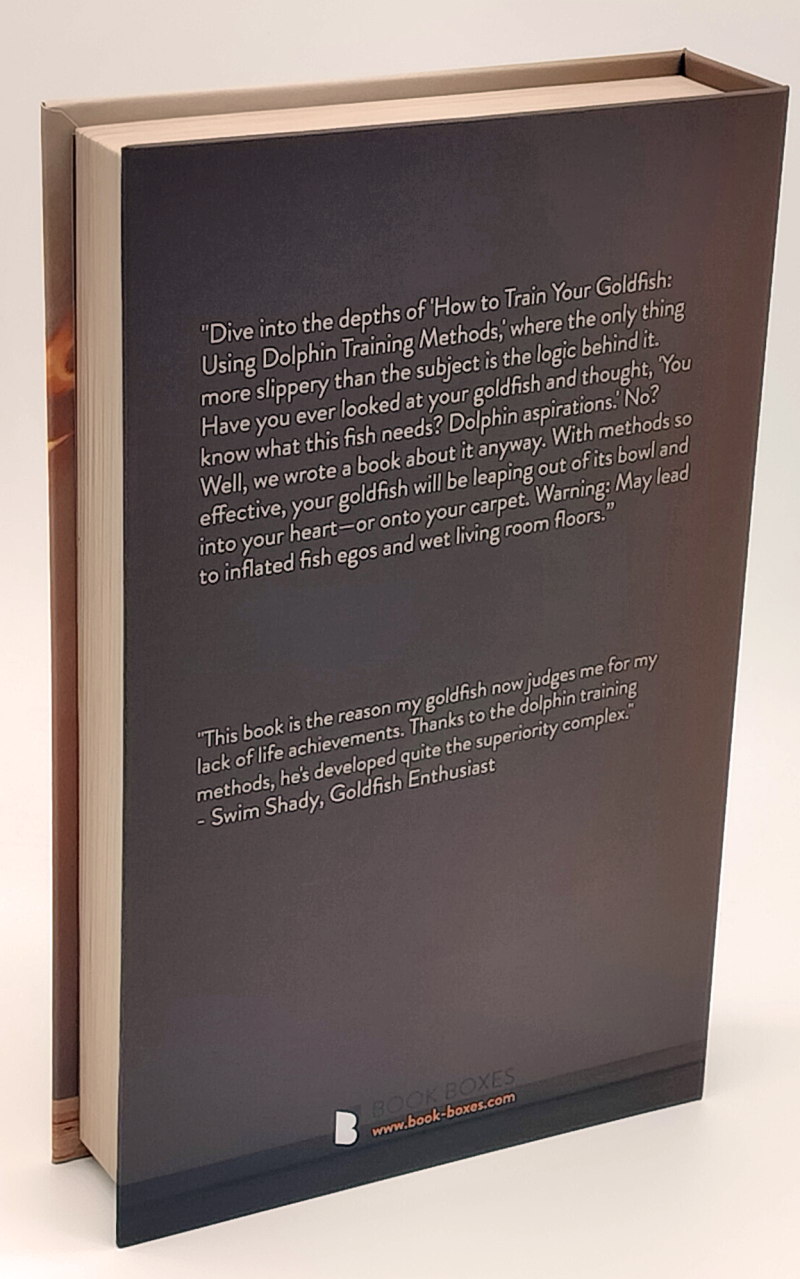 "Dive into the depths of 'How to Train Your Goldfish:
Using Dolphin Training Methods,' where the only thing
more slippery than the subject is the logic behind it.
Have you ever looked at your goldfish and thought, 'You
know what this fish needs? Dolphin aspirations.' No?
Well, we wrote a book about it anyway. With methods so
effective, your goldfish will be leaping out of its bowl and
into your heart—or onto your carpet. Warning: May lead
to inflated fish egos and wet living room floors.”
"This book is the reason my goldfish now judges me for my
lack of life achievements. Thanks to the dolphin training
methods, he's developed quite the superiority complex."
- Swim Shady, Goldfish Enthusiast
B BOOK BOXES
www.book-boxes.com